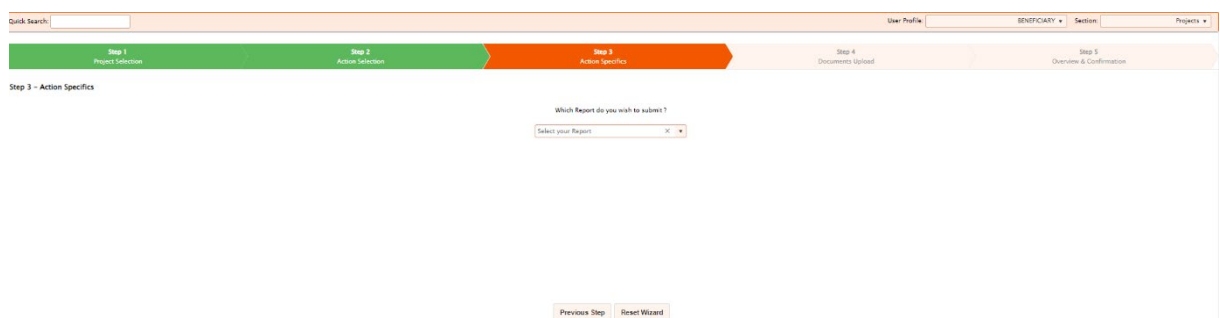 Quick Search:
User Profile: BENEFICIARY Section: Projects
Step 1 Step 2 Step 3 Step 4 Step 5
Project Selection Action Selection Action Specifics Documents Upload Overview & Confirmation
Step 3 - Action Specifics
Which Report do you wish to submit ?
Select your Report
Previous Step Reset Wizard